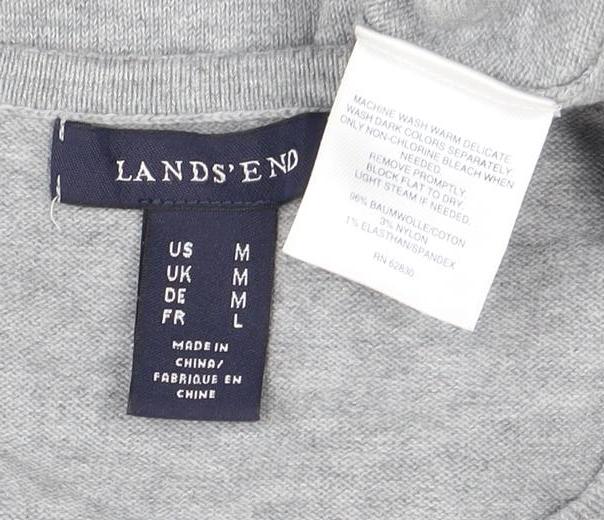 LANDS' END
US M
UK M
DE M
FR L
MADE IN
CHINA/
FABRIQUE EN
CHINE
MACHINE WASH WARM DELICATE
WASH DARK COLORS SEPARATELY
ONLY NON-CHLORINE BLEACH WHEN
NEEDED.
REMOVE PROMPTLY.
BLOCK FLAT TO DRY.
LIGHT STEAM IF NEEDED.
96% BAUMWOLLE/COTTON
3% NYLON
1% ELASTHAN/SPANDEX
RN 62830